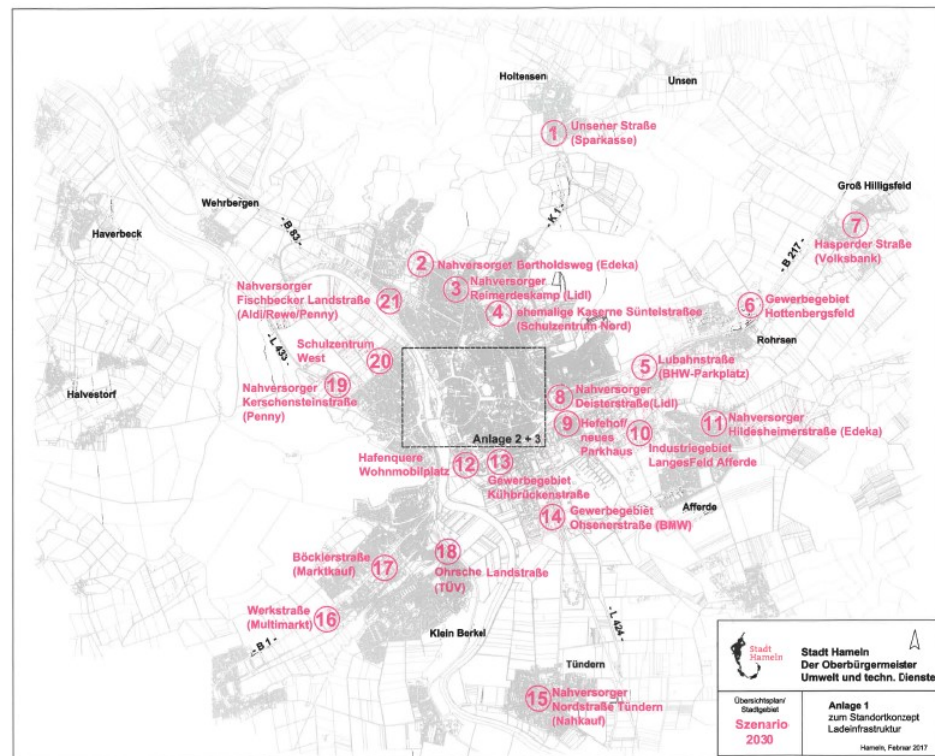 Holtessen
Unsen
1
Unsener Straße
(Sparkasse)
Groß Hilligsfeld
7
Hasperder Straße
(Volksbank)
Wehrbergen
Haverbeck
- B 83 -
- K 1 -
- B 217 -
2
Nahversorger Bertholdsweg (Edeka)
3
Nahversorger
Reimerdeskamp (Lidl)
4
ehemalige Kaserne Süntelstraßee
(Schulzentrum Nord)
Nahversorger
Fischbecker Landstraße
(Aldi/Rewe/Penny)
21
6
Gewerbegebiet
Hottenbergsfeld
Rohrsen
- L 433 -
Schulzentrum
West
20
5
Lubahnstraße
(BHW-Parkplatz)
Halvestorf
19
Nahversorger
Kerschensteinstraße
(Penny)
8
Nahversorger
Deisterstraße(Lidl)
9
Hefehof/
neues
Parkhaus
10
Industriegebiet
LangesFeld Afferde
11
Nahversorger
Hildesheimerstraße (Edeka)
Anlage 2 + 3
Hafenquere
Wohnmobilplatz
12
13
Gewerbegebiet
Kühbrückenstraße
Afferde
14
Gewerbegebiet
Ohsenerstraße (BMW)
Böcklerstraße
(Marktkauf)
17
18
Ohrsche Landstraße
(TÜV)
Werkstraße
(Multimarkt)
16
- B 1 -
Klein Berkel
- L 424 -
Tündern
15
Nahversorger
Nordstraße Tündern
(Nahkauf)
Stadt
Hameln
Stadt Hameln
Der Oberbürgermeister
Umwelt und techn. Dienste
Übersichtsplan/
Stadtgebiet
Szenario
2030
Anlage 1
zum Standortkonzept
Ladeinfrastruktur
Hameln, Februar 2017